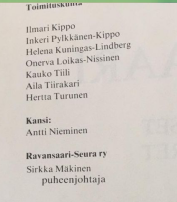 Toimituskunta
Ilmari Kippo
Inkeri Pylkkänen-Kippo
Helena Kuningas-Lindberg
Onerva Loikas-Nissinen
Kauko Tiili
Aila Tiirakari
Hertta Turunen
Kansi:
Antti Nieminen
Ravansaari-Seura ry
Sirkka Mäkinen
puheenjohtaja